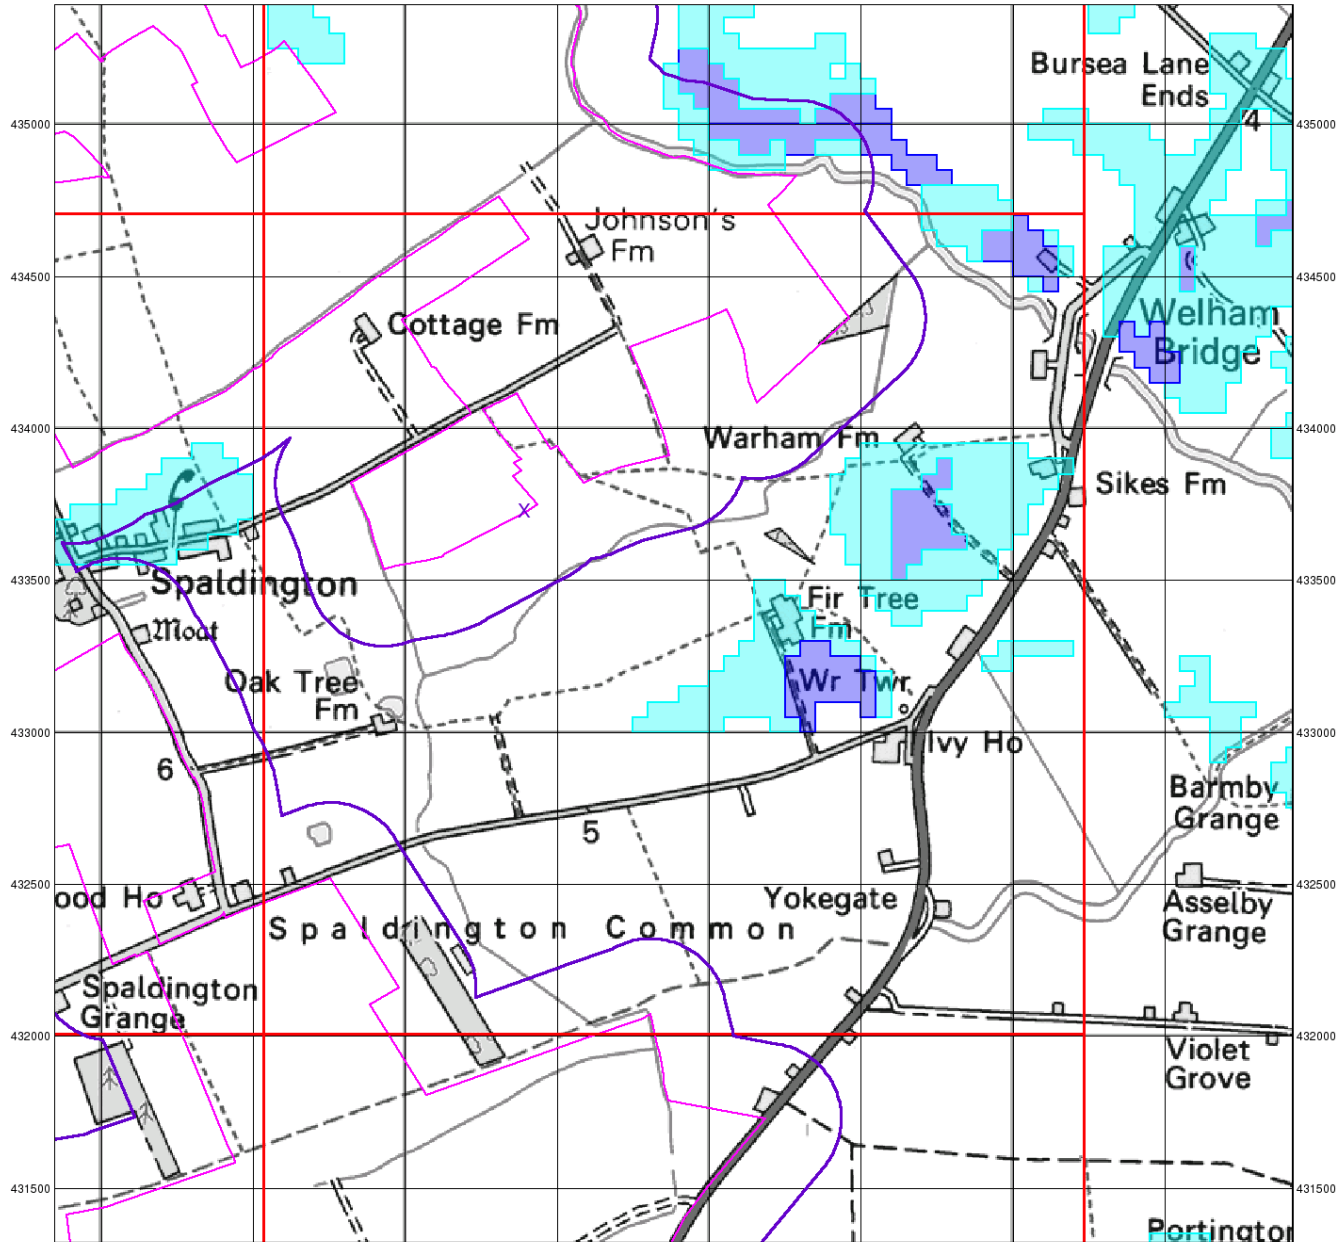 Bursea Lane
Ends
4
435000
435000
Johnson's
Fm
434500
434500
Cottage Fm
Welham
Bridge
434000
434000
Warham Fm
Sikes Fm
433500
433500
Spaldington
Fir Tree
Fm
Moat
Oak Tree
Fm
Wr Twr
433000
433000
Ivy Ho
6
Barmby
Grange
5
432500
432500
ood Ho
Yokegate
Asselby
Grange
Spaldrington Common
Spaldington
Grange
432000
432000
Violet
Grove
431500
431500
Portington